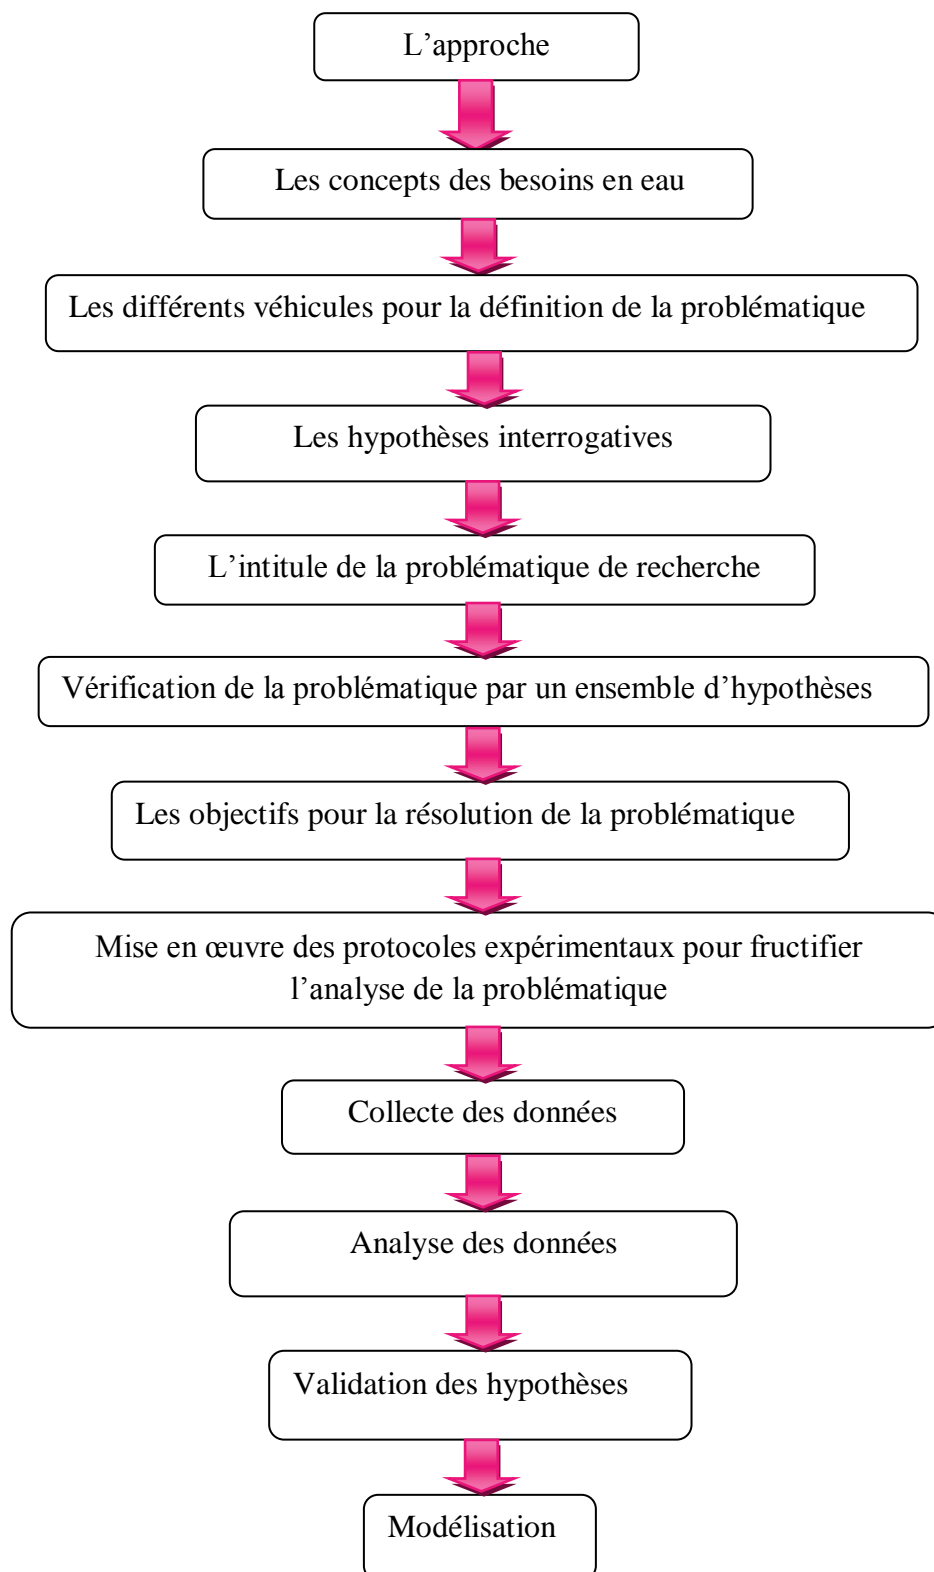 L’approche
Les concepts des besoins en eau
Les différents véhicules pour la définition de la problématique
Les hypothèses interrogatives
L’intitule de la problématique de recherche
Vérification de la problématique par un ensemble d’hypothèses
Les objectifs pour la résolution de la problématique
Mise en œuvre des protocoles expérimentaux pour fructifier
l’analyse de la problématique
Collecte des données
Analyse des données
Validation des hypothèses
Modélisation